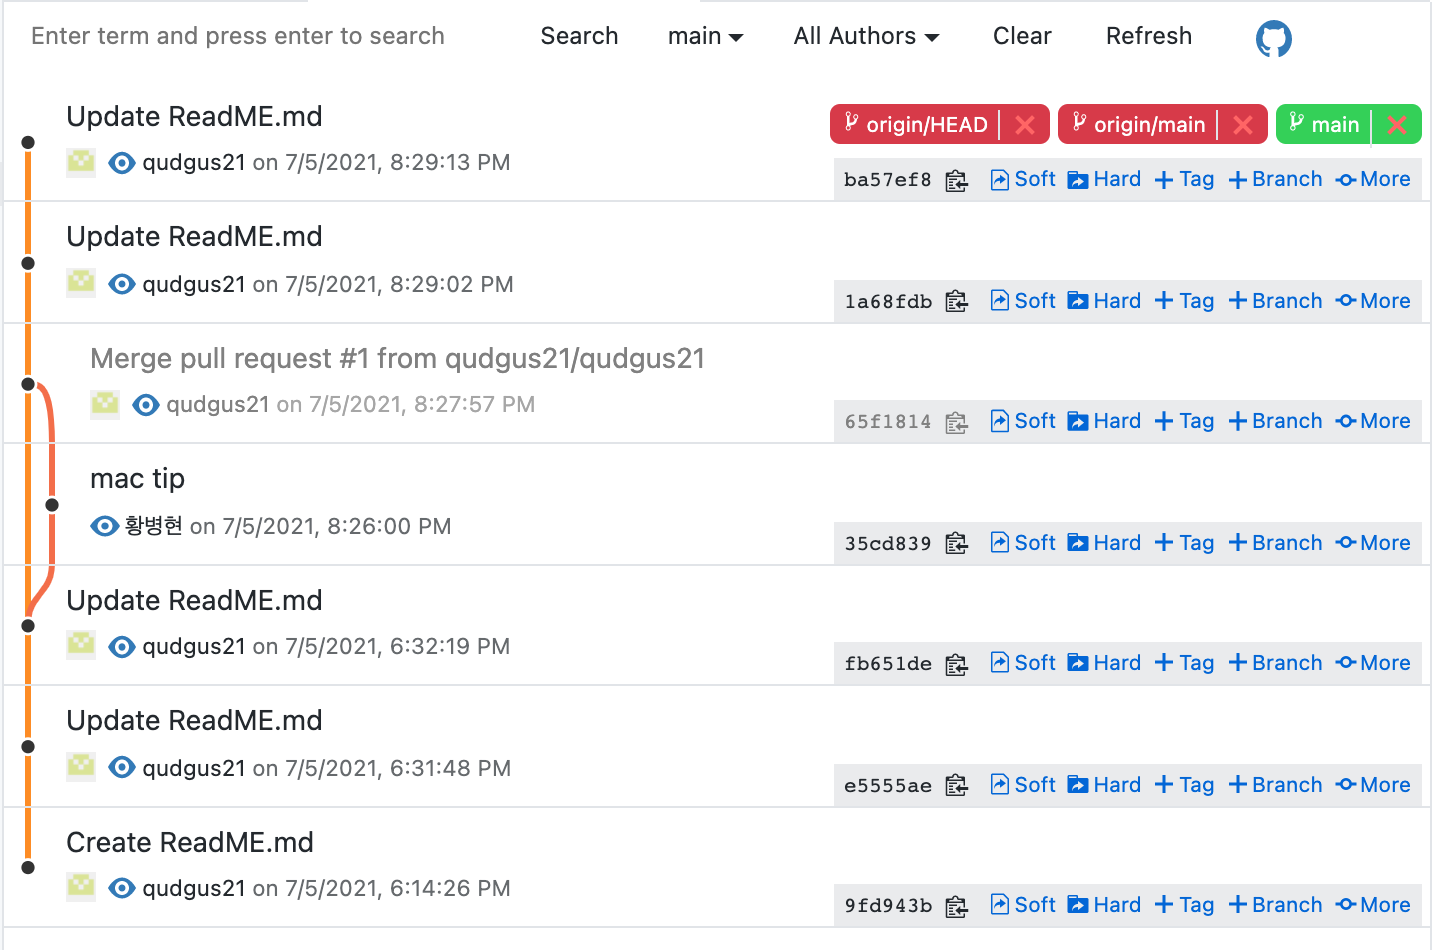 Enter term and press enter to search Search main All Authors Clear Refresh
Update ReadME.md
origin/HEAD origin/main main
qudgus21 on 7/5/2021, 8:29:13 PM
ba57ef8 Soft Hard Tag Branch More
Update ReadME.md
qudgus21 on 7/5/2021, 8:29:02 PM
1a68fdb Soft Hard Tag Branch More
Merge pull request #1 from qudgus21/qudgus21
qudgus21 on 7/5/2021, 8:27:57 PM
65f1814 Soft Hard Tag Branch More
mac tip
황병현 on 7/5/2021, 8:26:00 PM
35cd839 Soft Hard Tag Branch More
Update ReadME.md
qudgus21 on 7/5/2021, 6:32:19 PM
fb651de Soft Hard Tag Branch More
Update ReadME.md
qudgus21 on 7/5/2021, 6:31:48 PM
e5555ae Soft Hard Tag Branch More
Create ReadME.md
qudgus21 on 7/5/2021, 6:14:26 PM
9fd943b Soft Hard Tag Branch More